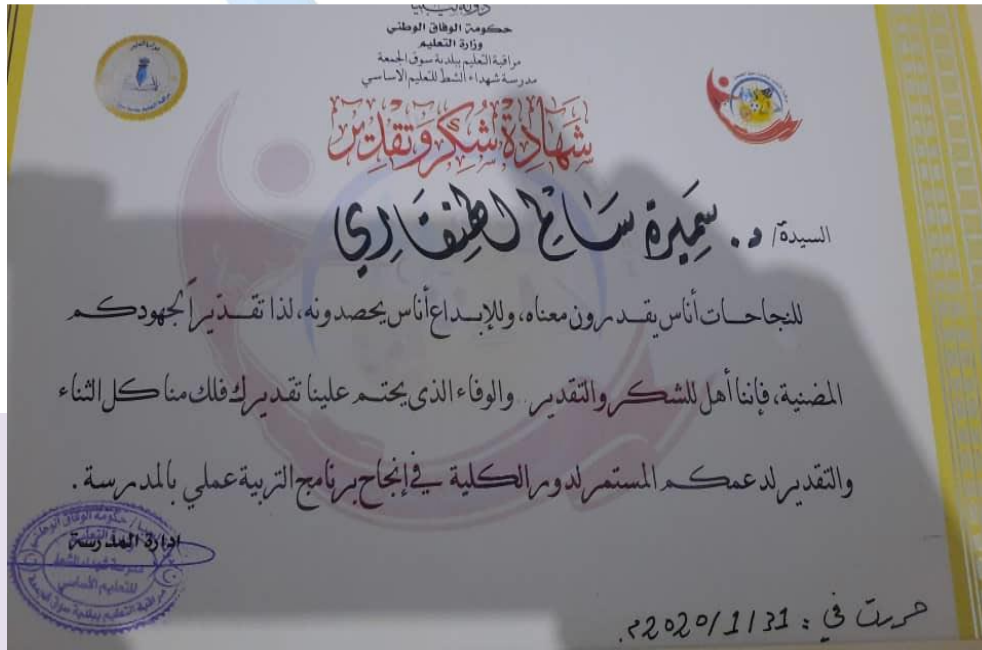 دولة ليبيا
حكومة الوفاق الوطني
وزارة التعليم
مراقبة التعليم ببلدية سوق الجمعة
مدرسة شهداء الشط للتعليم الاساسي
شهادة شكر وتقدير
السيدة/ د. سميرة سالم الطيفاري
للنجاحات أناس يقدرون معناه، وللإبداع أناس يحصدونه، لذا تقديراً لجهودكم
المضنية، فإننا أهل للشكر والتقدير.. والوفاء الذي يحتم علينا تقديرك فلك منا كل الثناء
والتقدير لدعمكم المستمر لدور الكلية في إنجاح برنامج التربية عملي بالمدرسة.
ادارة المدرسة
حررت في : 2020/1/31م.